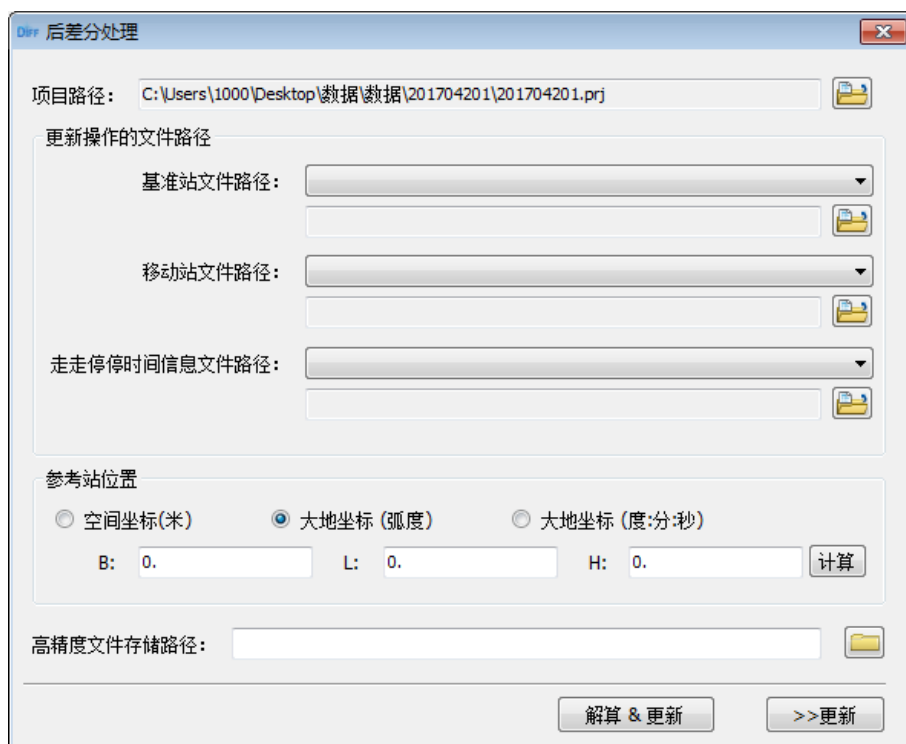 DIFF 后差分处理
项目路径： C:\Users\1000\Desktop\数据\数据\201704201\201704201.prj
更新操作的文件路径
基准站文件路径：
移动站文件路径：
走走停停时间信息文件路径：
参考站位置
空间坐标(米) 大地坐标 (弧度) 大地坐标 (度:分:秒)
B: 0. L: 0. H: 0. 计算
高精度文件存储路径：
解算 & 更新 >>更新